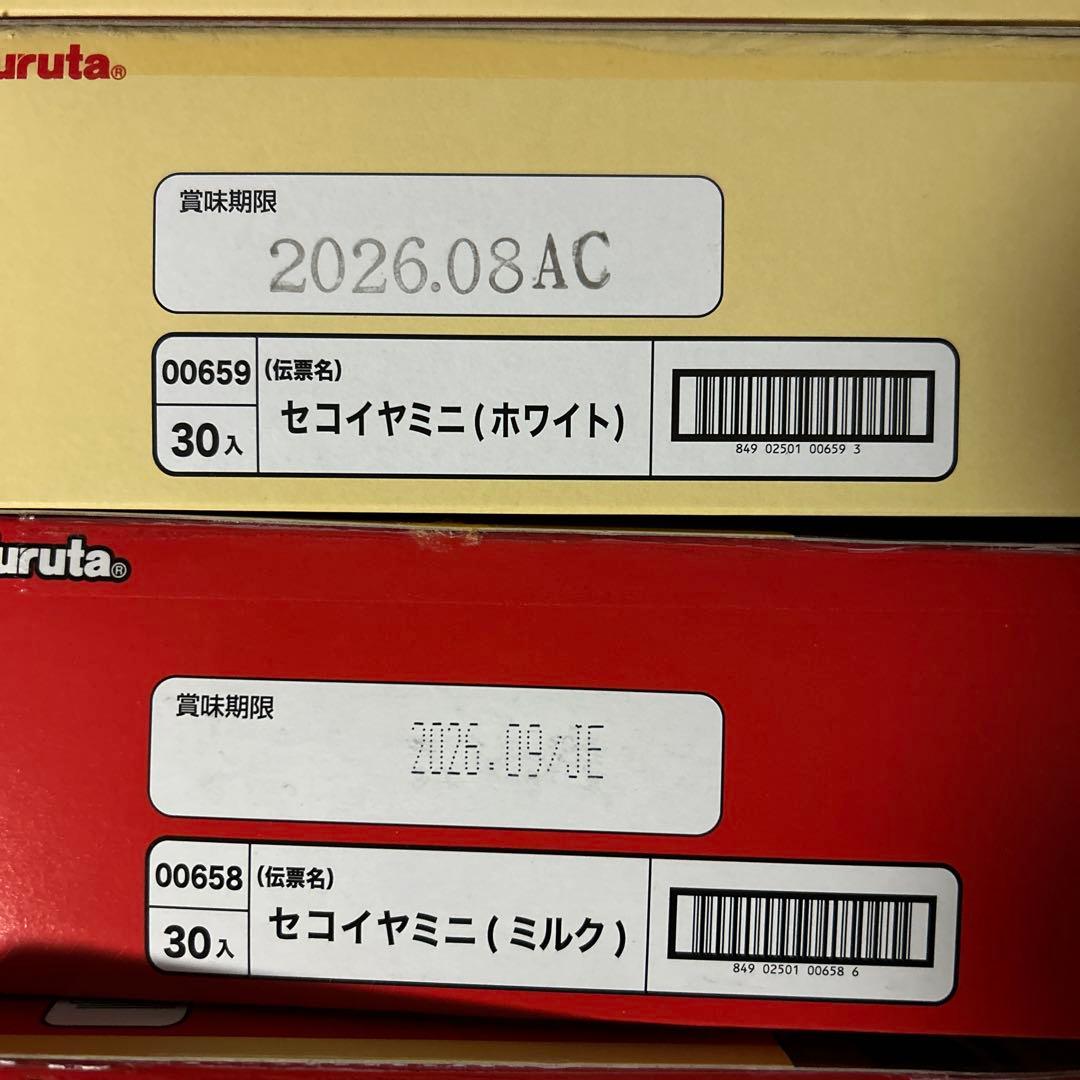 uruta®
賞味期限
2026.08AC
00659
30入
(伝票名)
セコイヤミニ(ホワイト)
849 02501 00659 3
uruta®
賞味期限
2026.09/JE
00658
30入
(伝票名)
セコイヤミニ(ミルク)
849 02501 00658 6